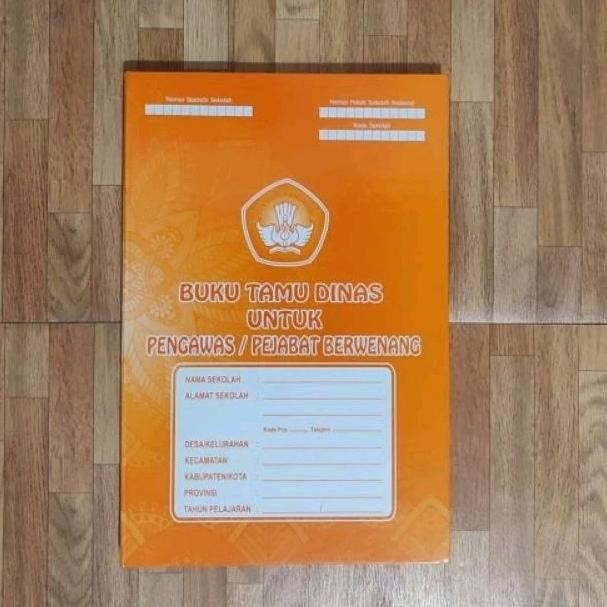 Nomor Statistik Sekolah
Nomor Pokok Sekolah Nasional
Kode Sekolah
BUKU TAMU DINAS
UNTUK
PENGAWAS / PEJABAT BERWENANG
NAMA SEKOLAH :
ALAMAT SEKOLAH :
Kode Pos ........ Telepon ....................
DESA/KELURAHAN :
KECAMATAN :
KABUPATEN/KOTA :
PROVINSI :
TAHUN PELAJARAN : /